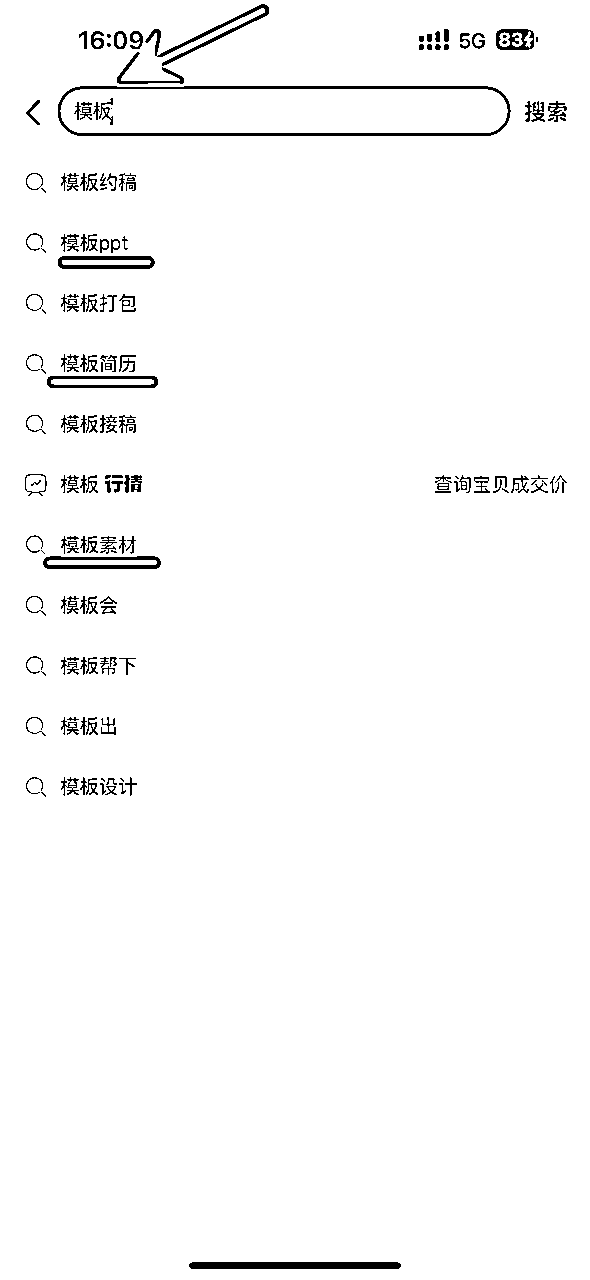 16:09
5G 83
模板 搜索
模板约稿
模板ppt
模板打包
模板简历
模板接稿
模板 行情 查询宝贝成交价
模板素材
模板会
模板帮下
模板出
模板设计